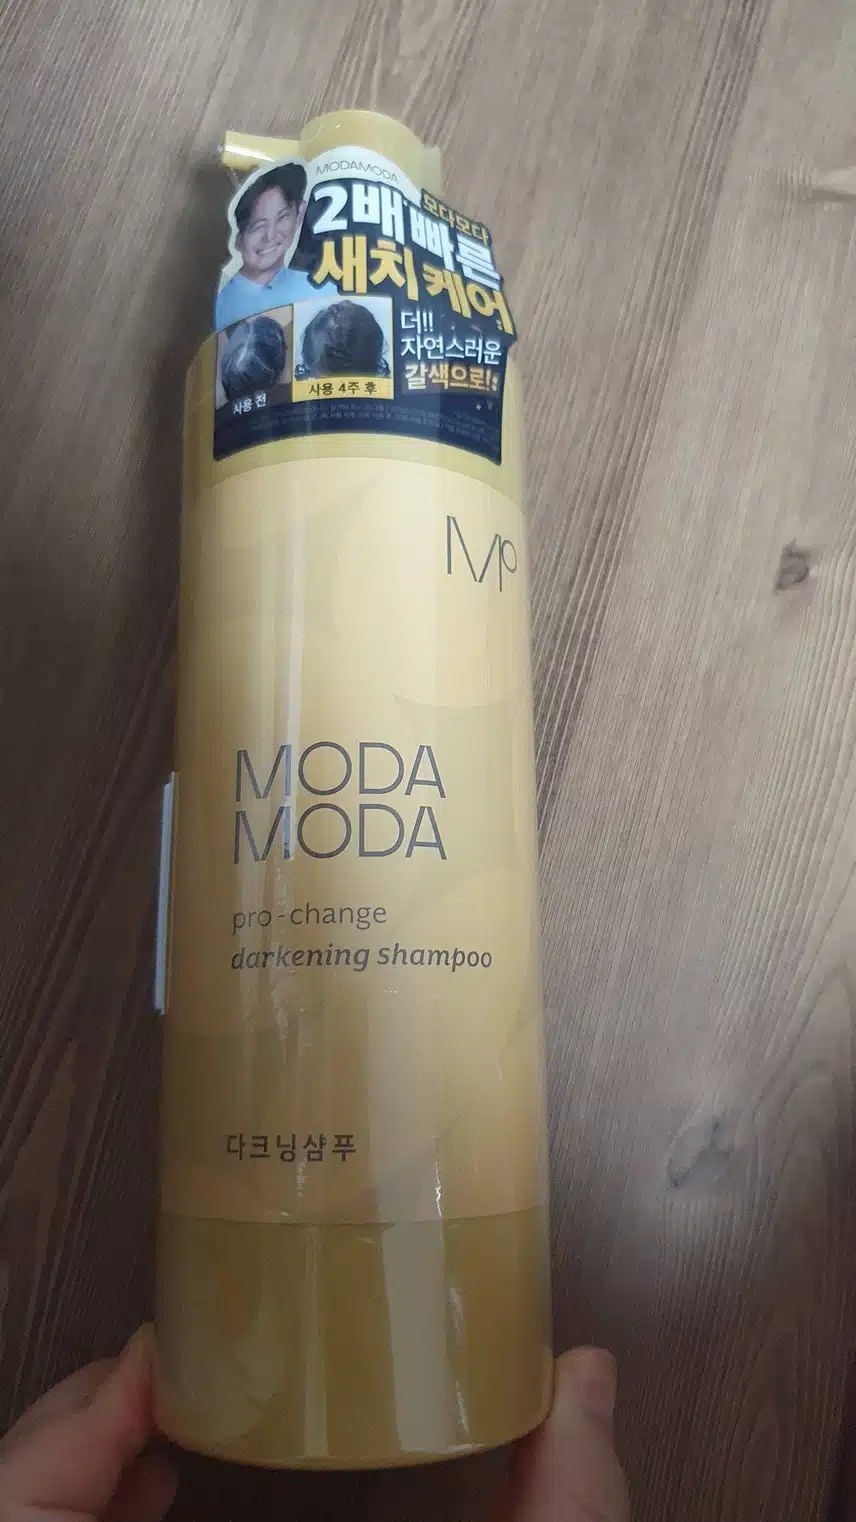 MODAMODA
모다모다
2배 빠른
새치케어
더!!
자연스러운
갈색으로!
사용 전
사용 4주 후
MODA
MODA
pro-change
darkening shampoo
다크닝샴푸